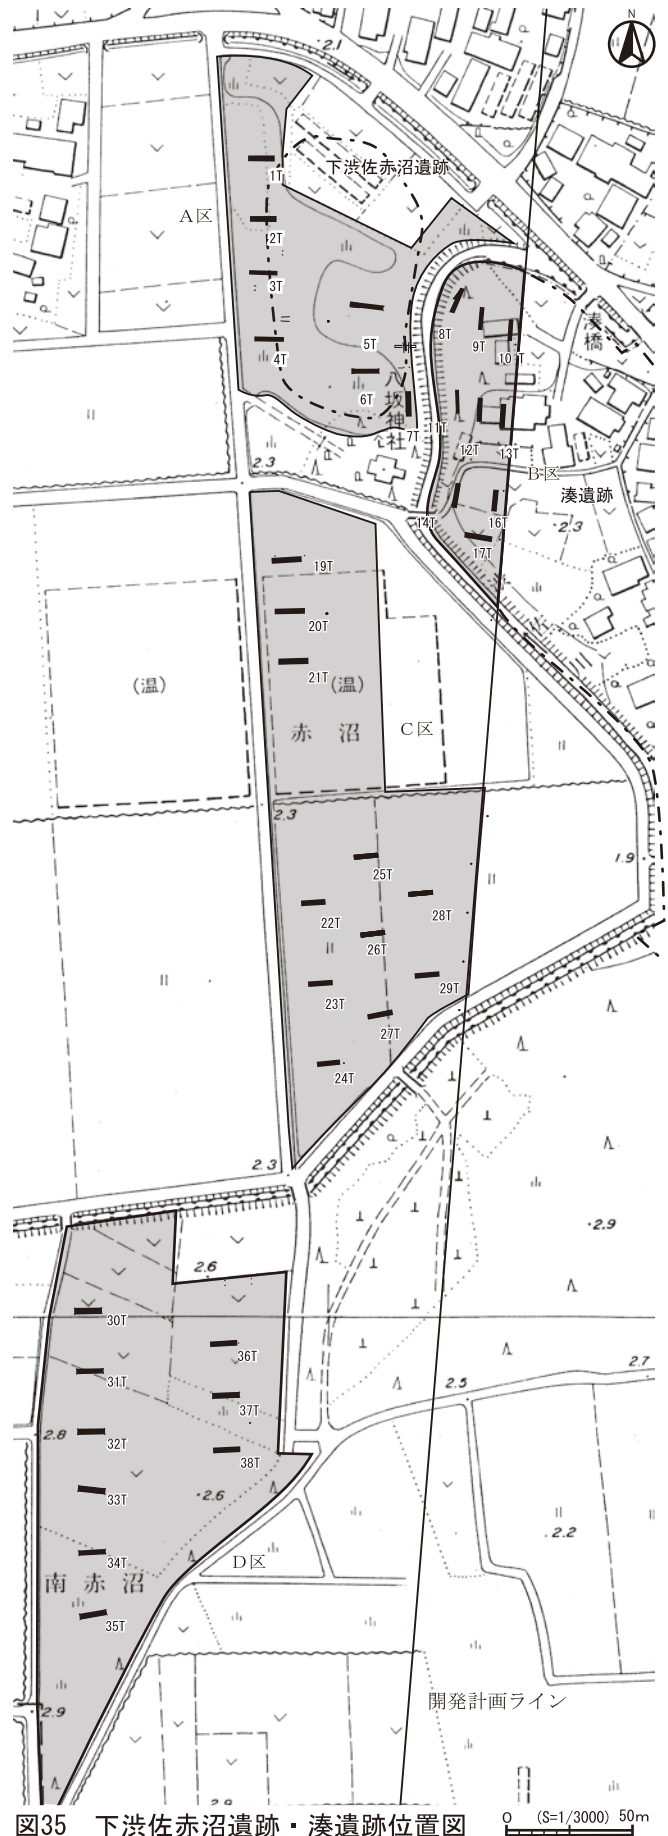 N
2.1
下渋佐赤沼遺跡
1T
A区
2T
3T
4T
5T
6T
7T
八坂神社
8T
9T
10T
湊橋
11T
12T
13T
B区
湊遺跡
14T
16T
17T
2.3
2.3
19T
20T
21T
(温)
(温)
赤沼
C区
2.3
1.9
25T
22T
28T
26T
23T
29T
27T
24T
2.3
2.9
2.6
30T
36T
31T
2.7
2.5
37T
2.8
32T
38T
33T
2.6
2.2
34T
D区
南赤沼
35T
開発計画ライン
2.9
2.9
図35 下渋佐赤沼遺跡・湊遺跡位置図
0 (S=1/3000) 50m